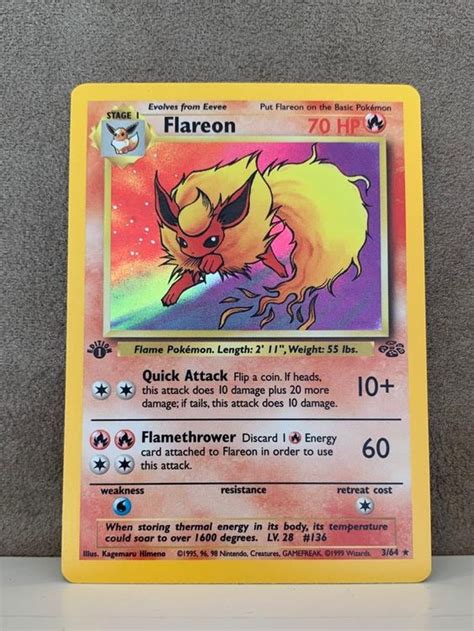 Evolves from Eevee Put Flareon on the Basic Pokémon
STAGE 1
Flareon 70 HP
EDITION
1
Flame Pokémon. Length: 2' 11", Weight: 55 lbs.
Quick Attack Flip a coin. If heads,
this attack does 10 damage plus 20 more
damage; if tails, this attack does 10 damage.
10+
Flamethrower Discard 1 Energy
card attached to Flareon in order to use
this attack.
60
weakness resistance retreat cost
When storing thermal energy in its body, its temperature
could soar to over 1600 degrees. LV. 28 #136
Illus. Kagemaru Himeno ©1995, 96, 98 Nintendo, Creatures, GAMEFREAK. ©1999 Wizards. 3/64 ★